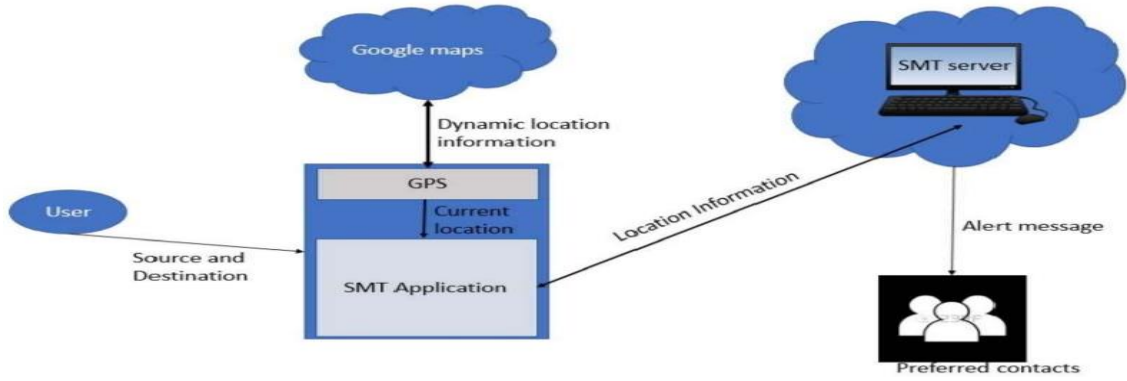 Google maps
SMT server
Dynamic location
information
GPS
User
Current
location
Location Information
Source and
Destination
Alert message
SMT Application
Preferred contacts